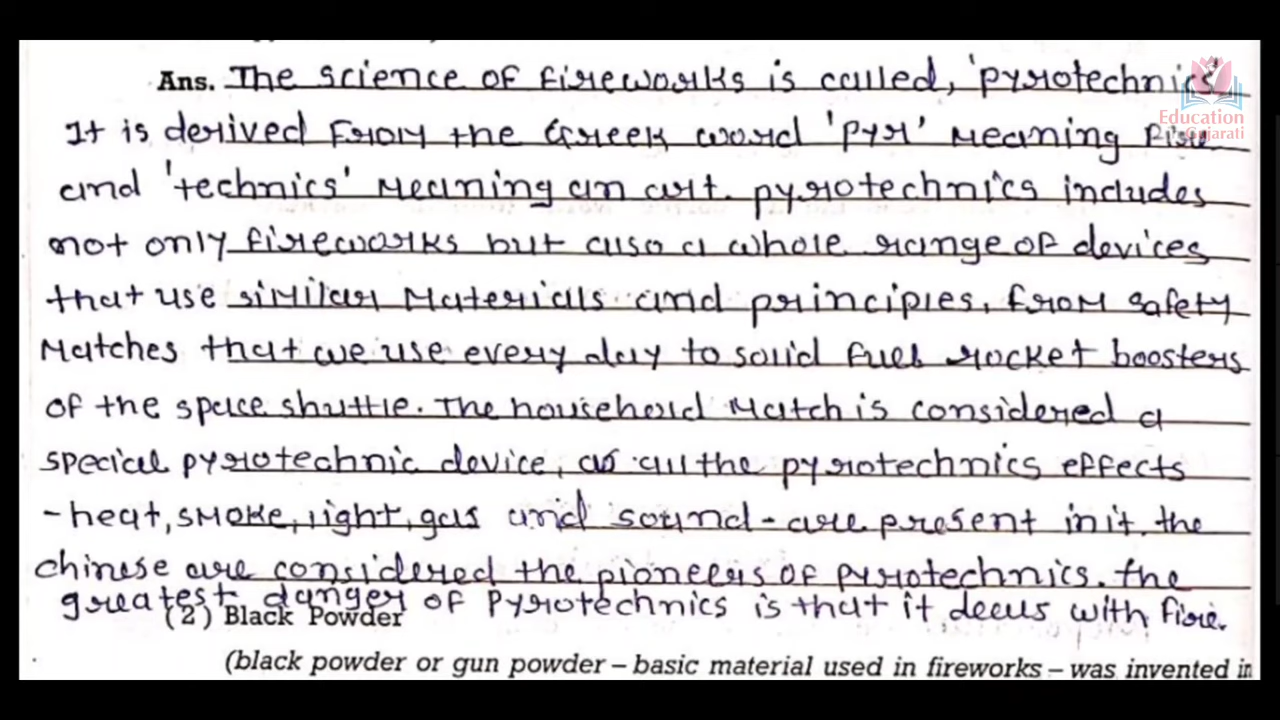 Ans. The science of fireworks is called, 'pyrotechnics'.
It is derived from the Greek word 'pyr' meaning fire
and 'technics' meaning an art. pyrotechnics includes
not only fireworks but also a whole range of devices
that use similar materials and principles, from safety
matches that we use every day to solid fuel rocket boosters
of the space shuttle. The household match is considered a
special pyrotechnic device, as all the pyrotechnics effects
-heat, smoke, light, gas and sound - are present in it. the
chinese are considered the pioneers of pyrotechnics. the
greatest danger of pyrotechnics is that it deals with fire.
(2) Black Powder
(black powder or gun powder – basic material used in fireworks – was invented in
Education
Gujarati